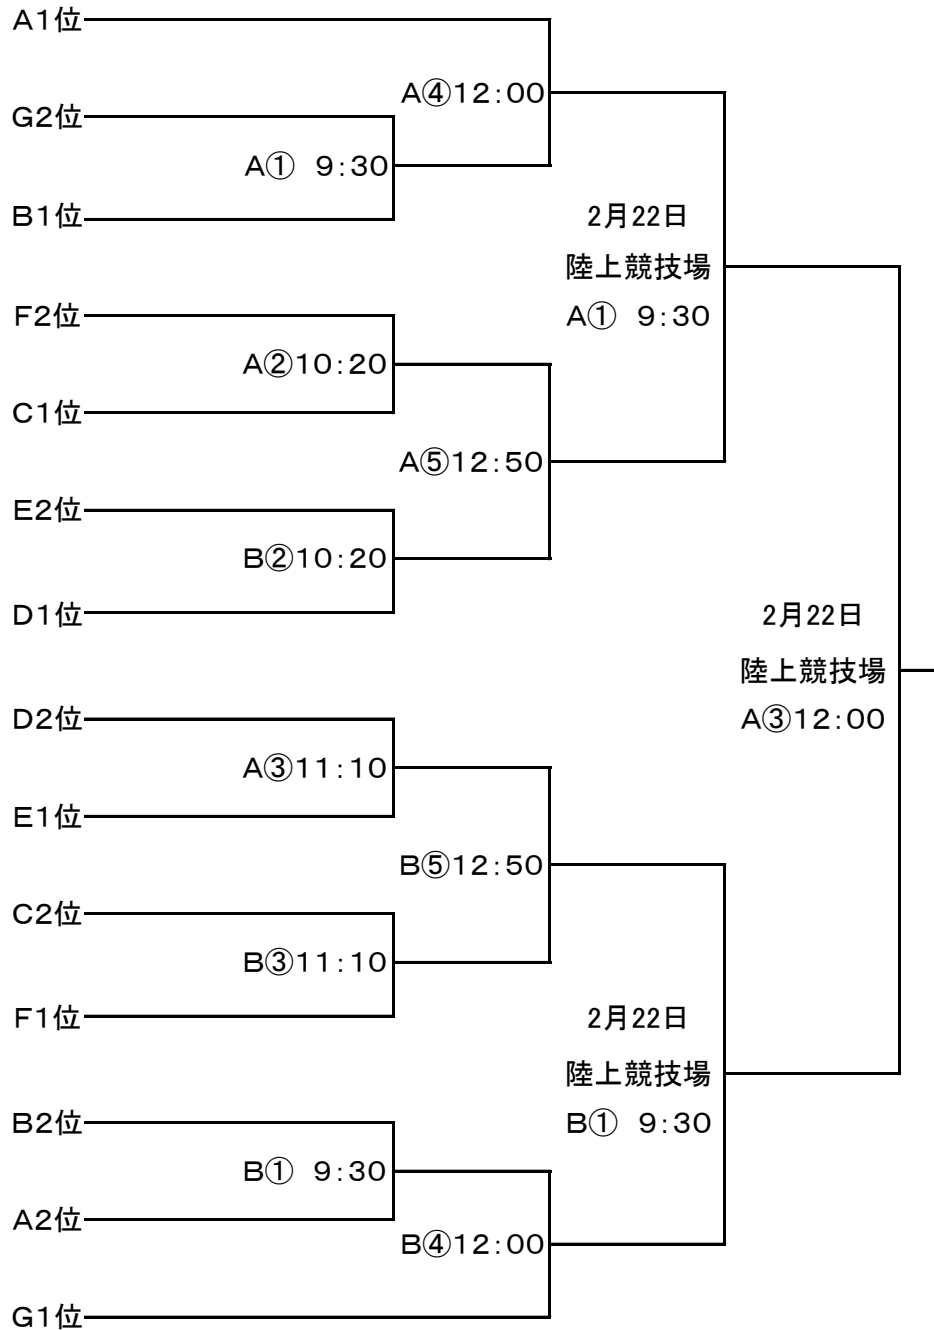 A1位
A④12:00
G2位
A① 9:30
B1位
2月22日
陸上競技場
A① 9:30
F2位
A②10:20
C1位
A⑤12:50
E2位
B②10:20
D1位
2月22日
陸上競技場
A③12:00
D2位
A③11:10
E1位
B⑤12:50
C2位
B③11:10
F1位
2月22日
陸上競技場
B① 9:30
B2位
B① 9:30
A2位
B④12:00
G1位